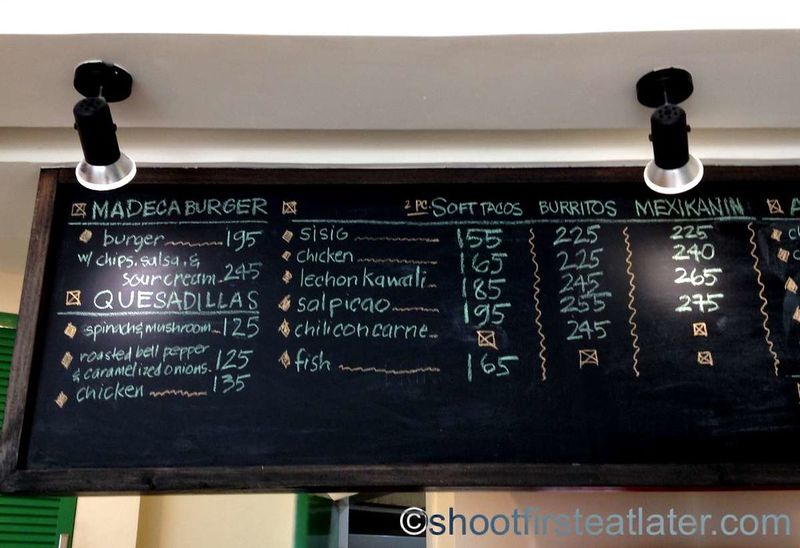 MADECA BURGER
burger 195
w/ chips, salsa, &
sour cream 245
QUESADILLAS
spinach & mushroom 125
roasted bell pepper
& caramelized onions 125
chicken 135
2 PC. SOFT TACOS BURRITOS MEXIKANIN
sisig 155 225 225
chicken 165 225 240
lechon kawali 185 245 265
salpicao 195 255 275
chili con carne 245
fish 165
©shootfirsteatlater.com